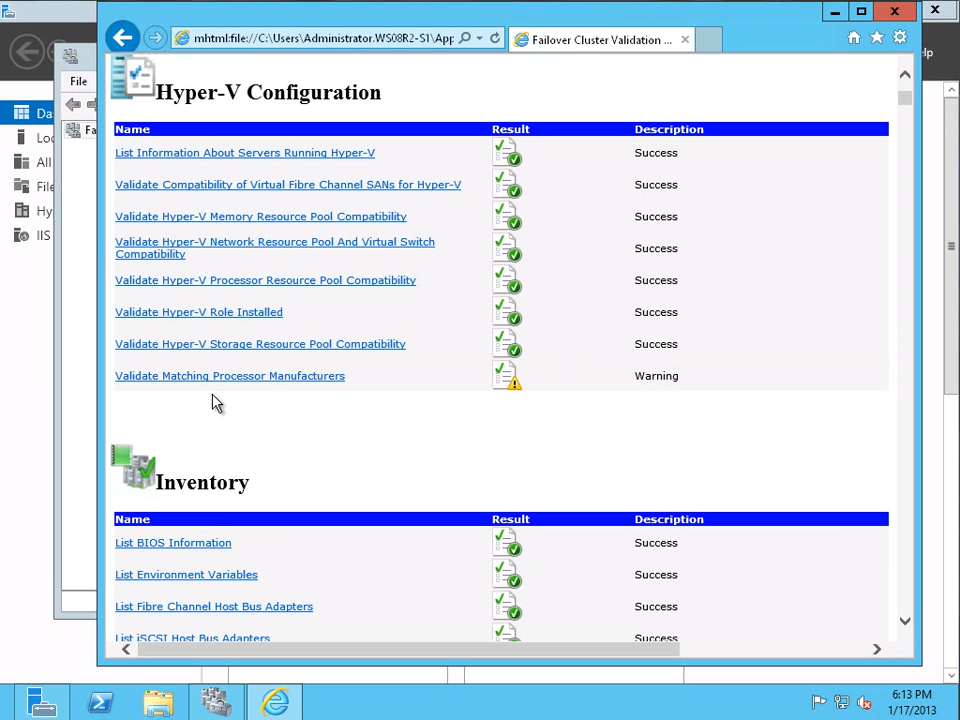 mhtml:file://C:\Users\Administrator.WS08R2-S1\App
Failover Cluster Validation ...
elp
File
Da
Loc
All
File
Hy
IIS
Fa
Hyper-V Configuration
Name Result Description
List Information About Servers Running Hyper-V Success
Validate Compatibility of Virtual Fibre Channel SANs for Hyper-V Success
Validate Hyper-V Memory Resource Pool Compatibility Success
Validate Hyper-V Network Resource Pool And Virtual Switch
Compatibility Success
Validate Hyper-V Processor Resource Pool Compatibility Success
Validate Hyper-V Role Installed Success
Validate Hyper-V Storage Resource Pool Compatibility Success
Validate Matching Processor Manufacturers Warning
Inventory
Name Result Description
List BIOS Information Success
List Environment Variables Success
List Fibre Channel Host Bus Adapters Success
List iSCSI Host Bus Adapters Success
6:13 PM
1/17/2013